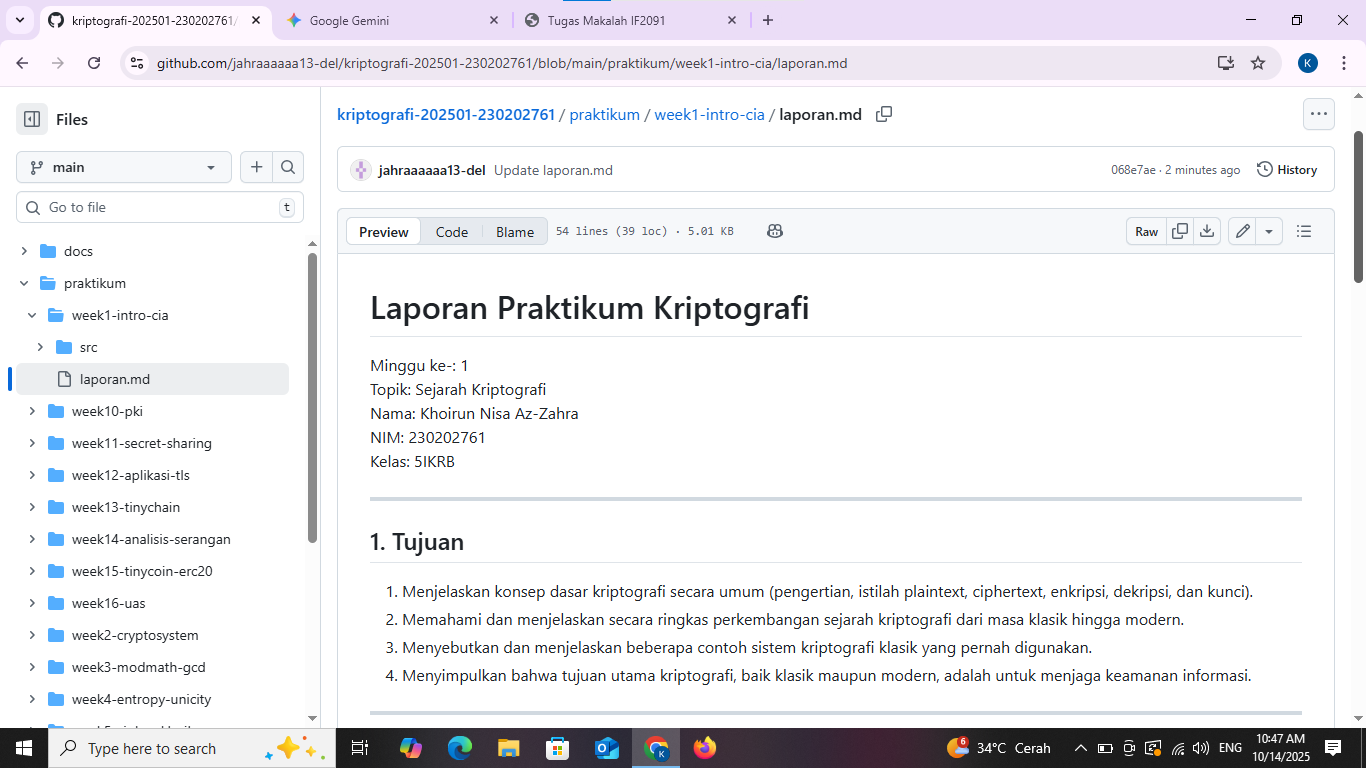 kriptografi-202501-230202761/
Google Gemini
Tugas Makalah IF2091
github.com/jahraaaaaa13-del/kriptografi-202501-230202761/blob/main/praktikum/week1-intro-cia/laporan.md
K
Files
main
Go to file
t
docs
praktikum
week1-intro-cia
src
laporan.md
week10-pki
week11-secret-sharing
week12-aplikasi-tls
week13-tinychain
week14-analisis-serangan
week15-tinycoin-erc20
week16-uas
week2-cryptosystem
week3-modmath-gcd
week4-entropy-unicity
kriptografi-202501-230202761 / praktikum / week1-intro-cia / laporan.md
jahraaaaaa13-del Update laporan.md
068e7ae · 2 minutes ago
History
Preview
Code
Blame
54 lines (39 loc) · 5.01 KB
Raw
Laporan Praktikum Kriptografi
Minggu ke-: 1
Topik: Sejarah Kriptografi
Nama: Khoirun Nisa Az-Zahra
NIM: 230202761
Kelas: 5IKRB
1. Tujuan
1. Menjelaskan konsep dasar kriptografi secara umum (pengertian, istilah plaintext, ciphertext, enkripsi, dekripsi, dan kunci).
2. Memahami dan menjelaskan secara ringkas perkembangan sejarah kriptografi dari masa klasik hingga modern.
3. Menyebutkan dan menjelaskan beberapa contoh sistem kriptografi klasik yang pernah digunakan.
4. Menyimpulkan bahwa tujuan utama kriptografi, baik klasik maupun modern, adalah untuk menjaga keamanan informasi.
Type here to search
6
34°C Cerah
ENG
10:47 AM
10/14/2025